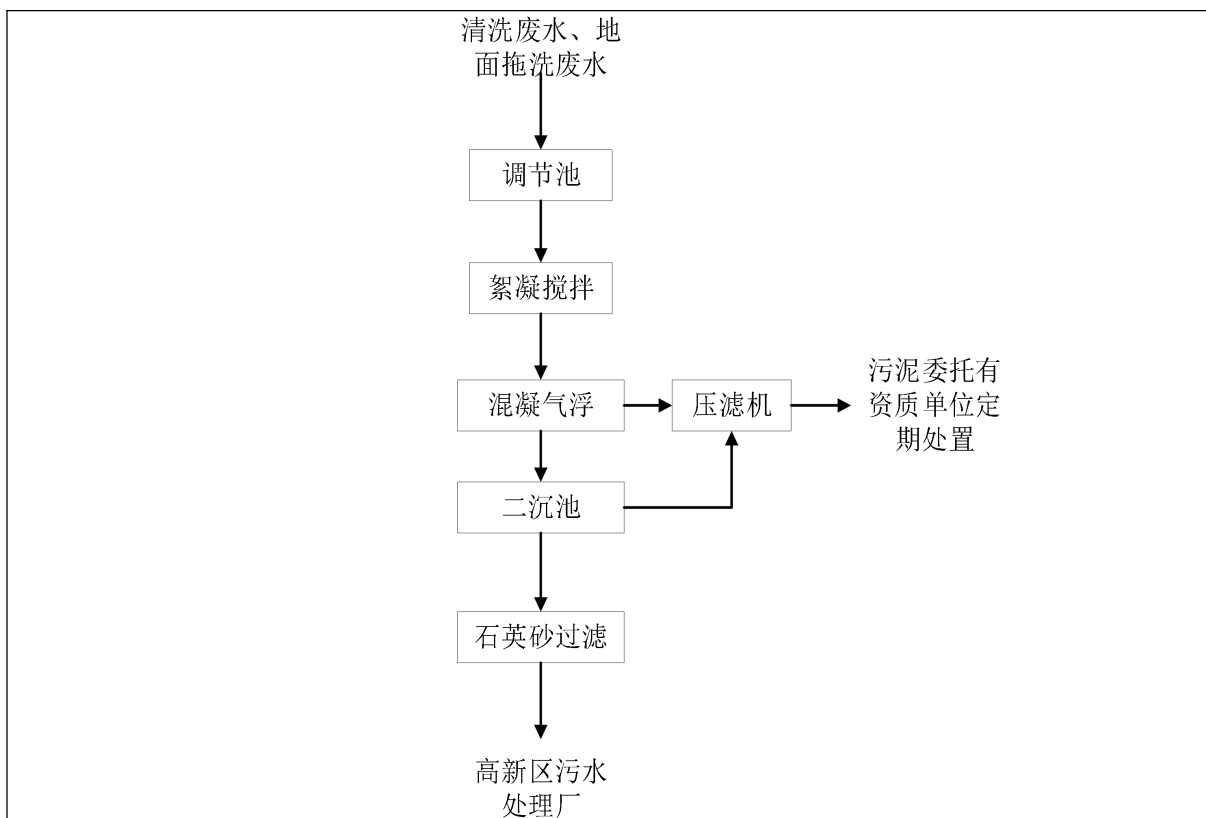 清洗废水、地
面拖洗废水
调节池
絮凝搅拌
混凝气浮
压滤机
污泥委托有
资质单位定
期处置
二沉池
石英砂过滤
高新区污水
处理厂